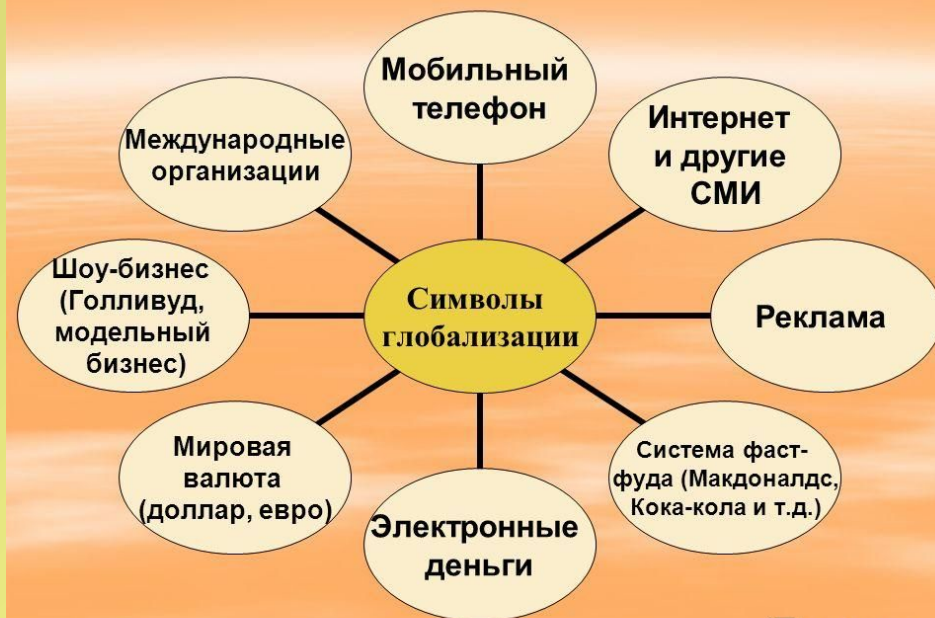 Мобильный
телефон
Интернет
и другие
СМИ
Международные
организации
Шоу-бизнес
(Голливуд,
модельный
бизнес)
Символы
глобализации
Реклама
Мировая
валюта
(доллар, евро)
Система фаст-
фуда (Макдоналдс,
Кока-кола и т.д.)
Электронные
деньги